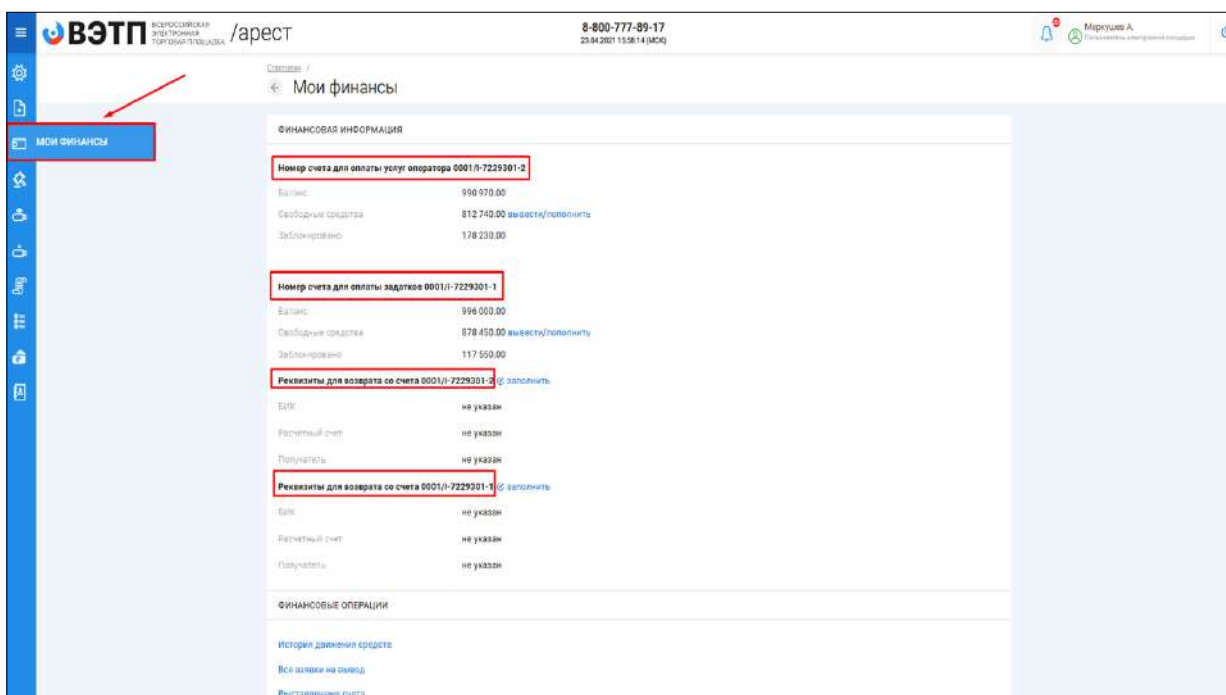 ВЭТП ВСЕРОССИЙСКАЯ ЭЛЕКТРОННАЯ ТОРГОВАЯ ПЛОЩАДКА /арест
8-800-777-89-17
23.04.2021 15:58:14 (МСК)
Меркушев А.
Пользователь электронной площадки
МОИ ФИНАНСЫ
Стартовая /
Мои финансы
ФИНАНСОВАЯ ИНФОРМАЦИЯ
Номер счета для оплаты услуг оператора 0001/I-7229301-2
Баланс 990 970.00
Свободные средства 812 740.00 вывести/пополнить
Заблокировано 178 230.00
Номер счета для оплаты задатков 0001/I-7229301-1
Баланс 996 000.00
Свободные средства 878 450.00 вывести/пополнить
Заблокировано 117 550.00
Реквизиты для возврата со счета 0001/I-7229301-2 заполнить
БИК не указан
Расчетный счет не указан
Получатель не указан
Реквизиты для возврата со счета 0001/I-7229301-1 заполнить
БИК не указан
Расчетный счет не указан
Получатель не указан
ФИНАНСОВЫЕ ОПЕРАЦИИ
История движения средств
Все заявки на вывод
Выставленные счета